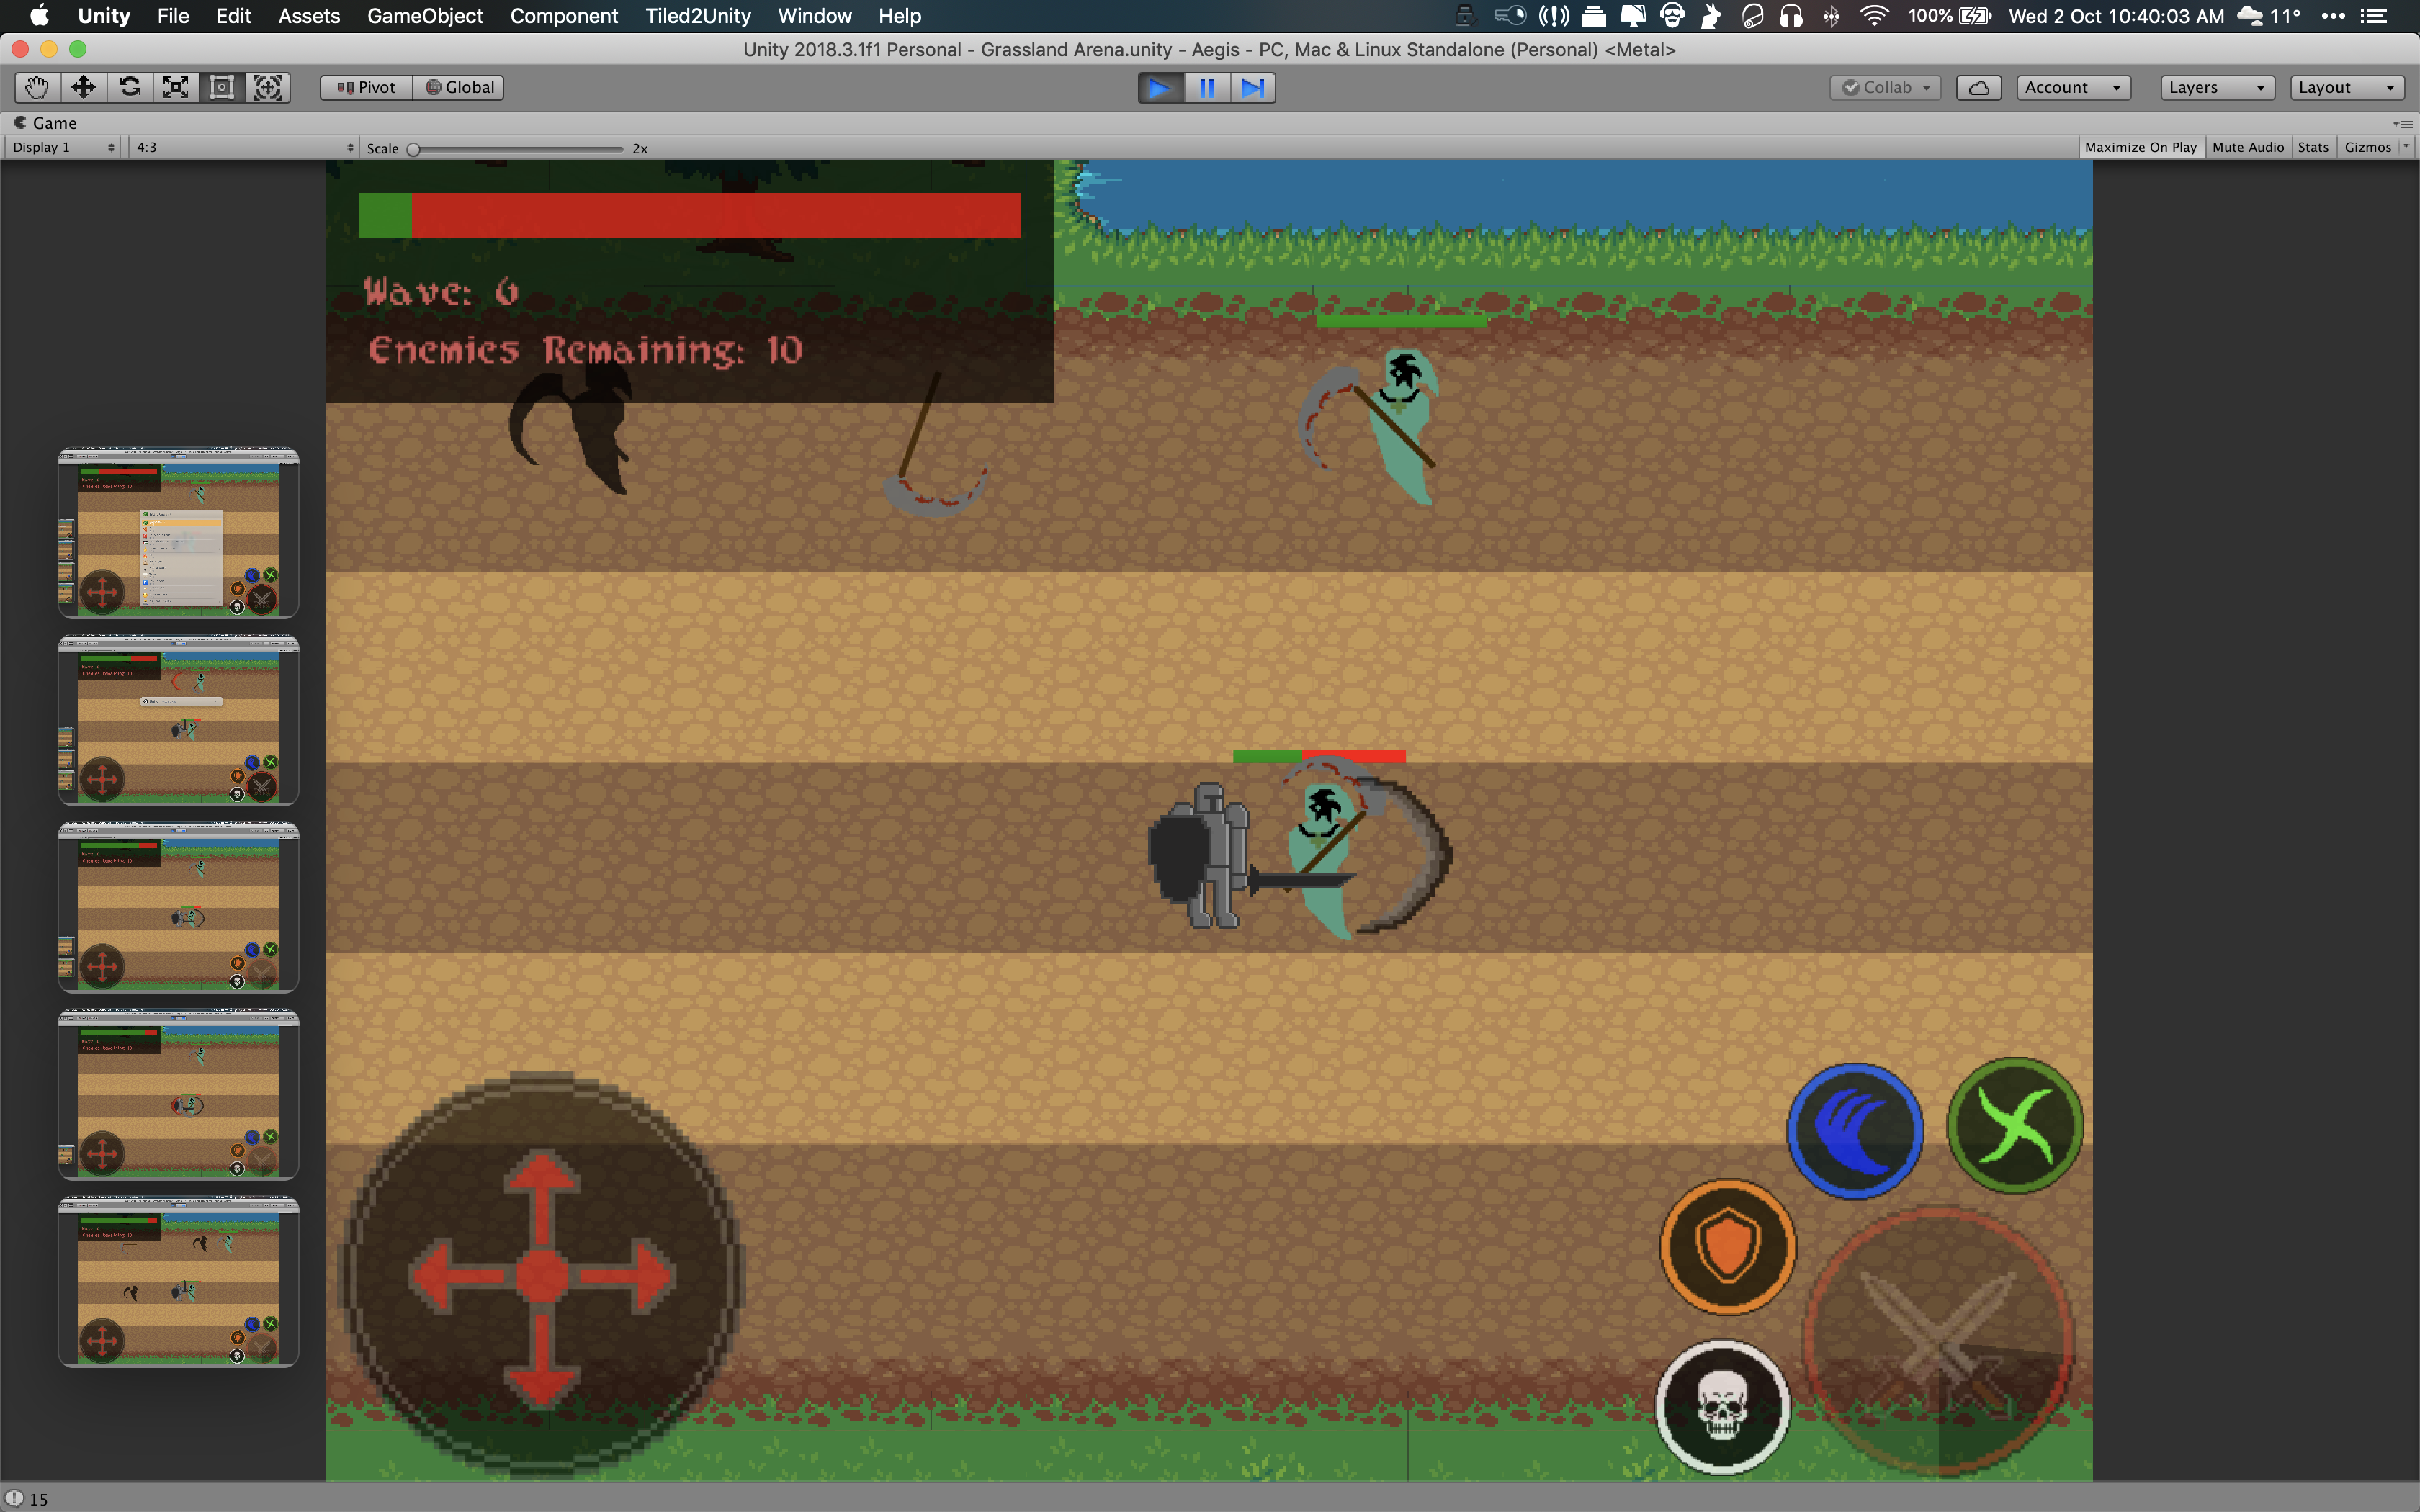 Unity File Edit Assets GameObject Component Tiled2Unity Window Help 100% Wed 2 Oct 10:40:03 AM 11°
Unity 2018.3.1f1 Personal - Grassland Arena.unity - Aegis - PC, Mac & Linux Standalone (Personal) <Metal>
Pivot Global Collab Account Layers Layout
Game
Display 1 4:3 Scale 2x Maximize On Play Mute Audio Stats Gizmos
Wave: 6
Enemies Remaining: 10
15